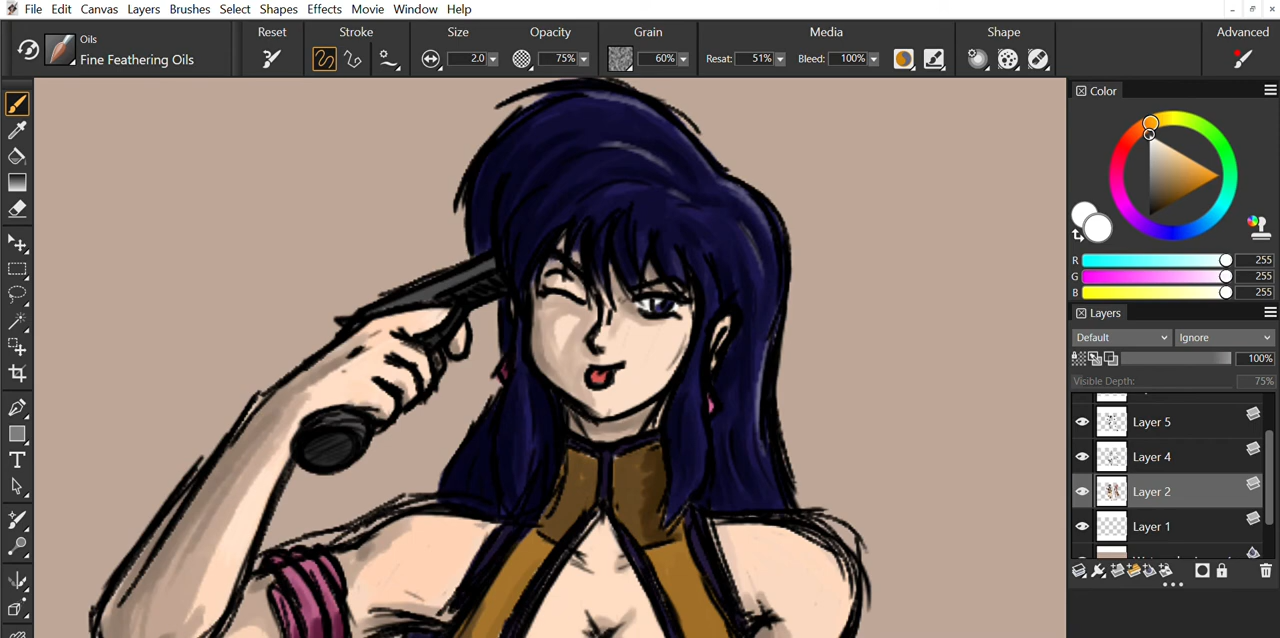 File Edit Canvas Layers Brushes Select Shapes Effects Movie Window Help
Oils
Fine Feathering Oils
Reset Stroke Size Opacity Grain Media Shape Advanced
2.0 75% 60% Resat: 51% Bleed: 100%
Color
R 255
G 255
B 255
Layers
Default Ignore
100%
Visible Depth: 75%
Layer 5
Layer 4
Layer 2
Layer 1